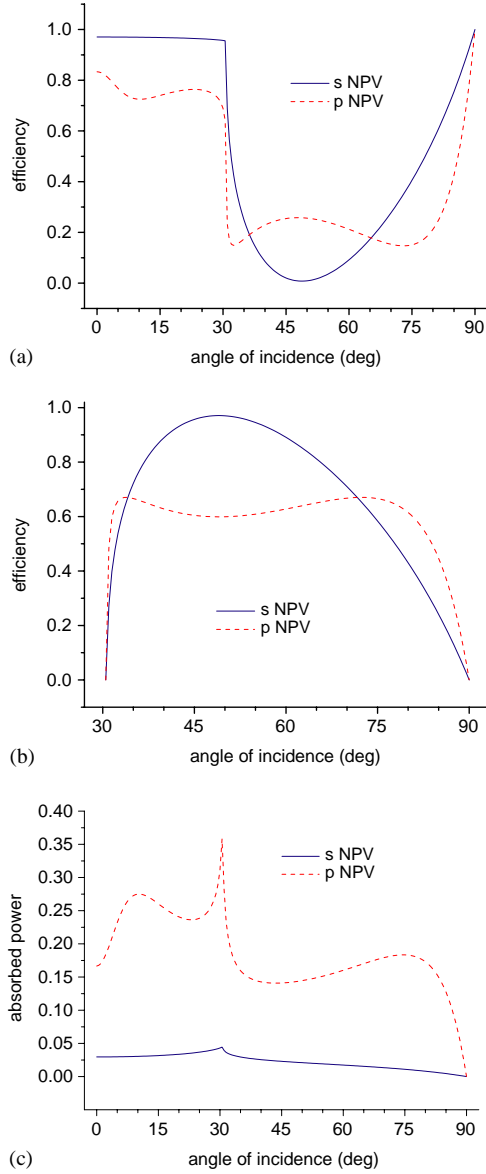 1.0
0.8
0.6
0.4
0.2
0.0
efficiency
s NPV
p NPV
0 15 30 45 60 75 90
(a) angle of incidence (deg)
1.0
0.8
0.6
0.4
0.2
0.0
efficiency
s NPV
p NPV
30 45 60 75 90
(b) angle of incidence (deg)
0.40
0.35
0.30
0.25
0.20
0.15
0.10
0.05
0.00
absorbed power
s NPV
p NPV
0 15 30 45 60 75 90
(c) angle of incidence (deg)